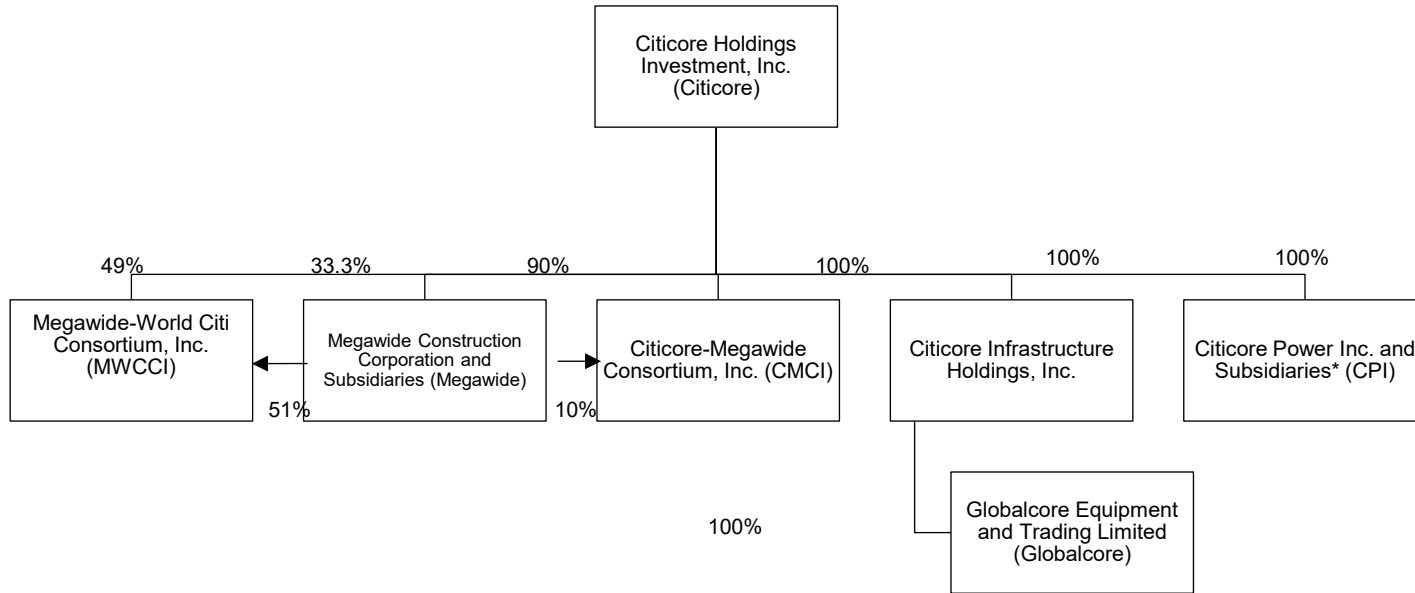 Citicore Holdings
Investment, Inc.
(Citicore)
49%
33.3%
90%
100%
100%
100%
Megawide-World Citi
Consortium, Inc.
(MWCCI)
Megawide Construction
Corporation and
Subsidiaries (Megawide)
Citicore-Megawide
Consortium, Inc. (CMCI)
Citicore Infrastructure
Holdings, Inc.
Citicore Power Inc. and
Subsidiaries* (CPI)
51%
10%
100%
Globalcore Equipment
and Trading Limited
(Globalcore)